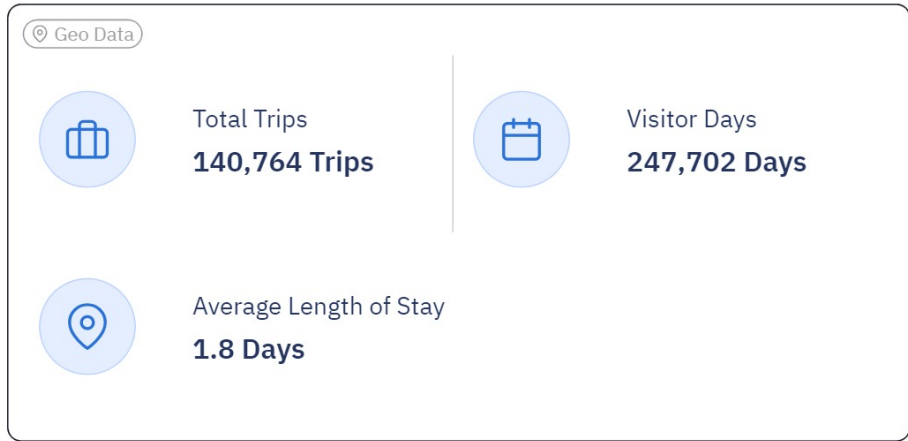 Geo Data
Total Trips
140,764 Trips
Visitor Days
247,702 Days
Average Length of Stay
1.8 Days